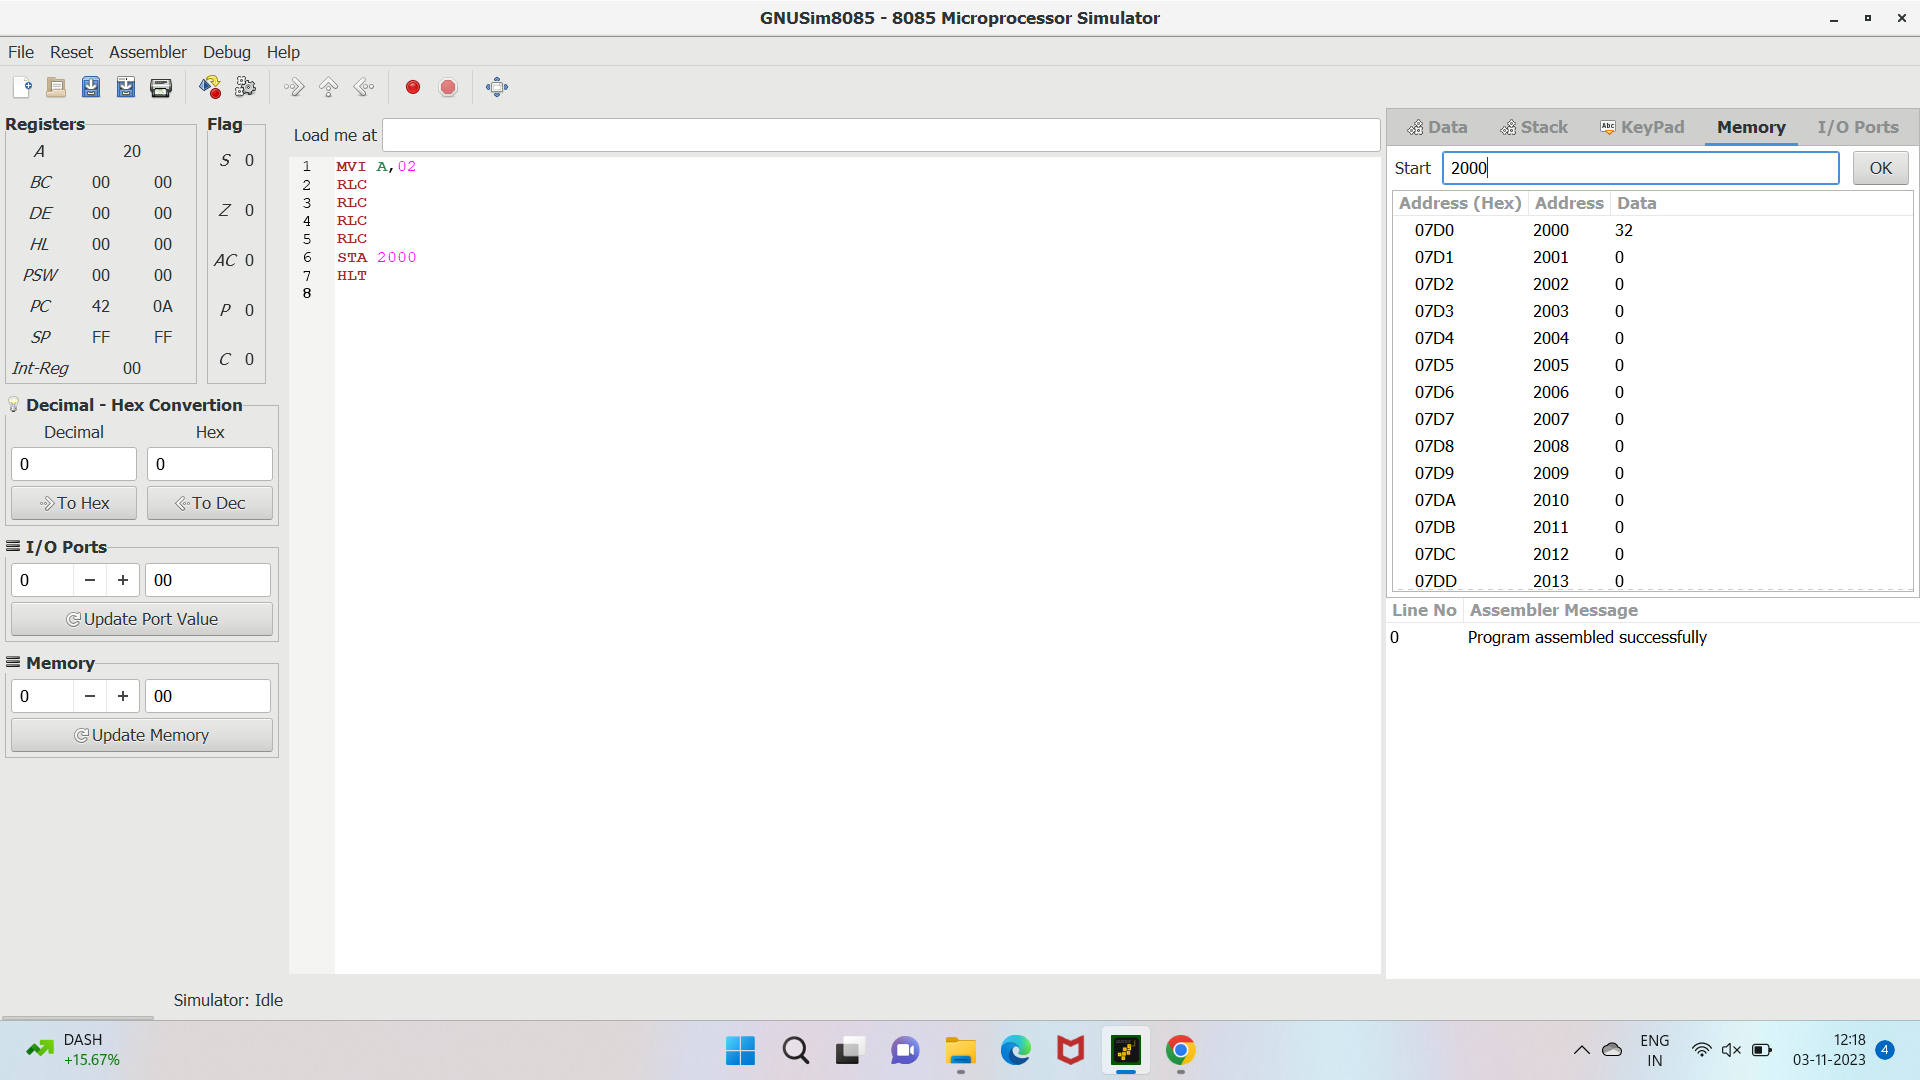 GNUSim8085 - 8085 Microprocessor Simulator
File Reset Assembler Debug Help
Registers
A 20
BC 00 00
DE 00 00
HL 00 00
PSW 00 00
PC 42 0A
SP FF FF
Int-Reg 00
Flag
S 0
Z 0
AC 0
P 0
C 0
Decimal - Hex Convertion
Decimal Hex
0 0
To Hex To Dec
I/O Ports
0 − + 00
Update Port Value
Memory
0 − + 00
Update Memory
Load me at
1 MVI A,02
2 RLC
3 RLC
4 RLC
5 RLC
6 STA 2000
7 HLT
8
Data Stack Abc KeyPad Memory I/O Ports
Start 2000 OK
Address (Hex) Address Data
07D0 2000 32
07D1 2001 0
07D2 2002 0
07D3 2003 0
07D4 2004 0
07D5 2005 0
07D6 2006 0
07D7 2007 0
07D8 2008 0
07D9 2009 0
07DA 2010 0
07DB 2011 0
07DC 2012 0
07DD 2013 0
Line No Assembler Message
0 Program assembled successfully
Simulator: Idle
DASH
+15.67%
ENG
IN
12:18
03-11-2023
4